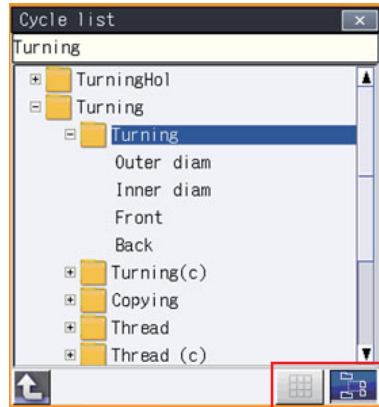 Cycle list
Turning
TurningHol
Turning
Turning
Outer diam
Inner diam
Front
Back
Turning(c)
Copying
Thread
Thread (c)